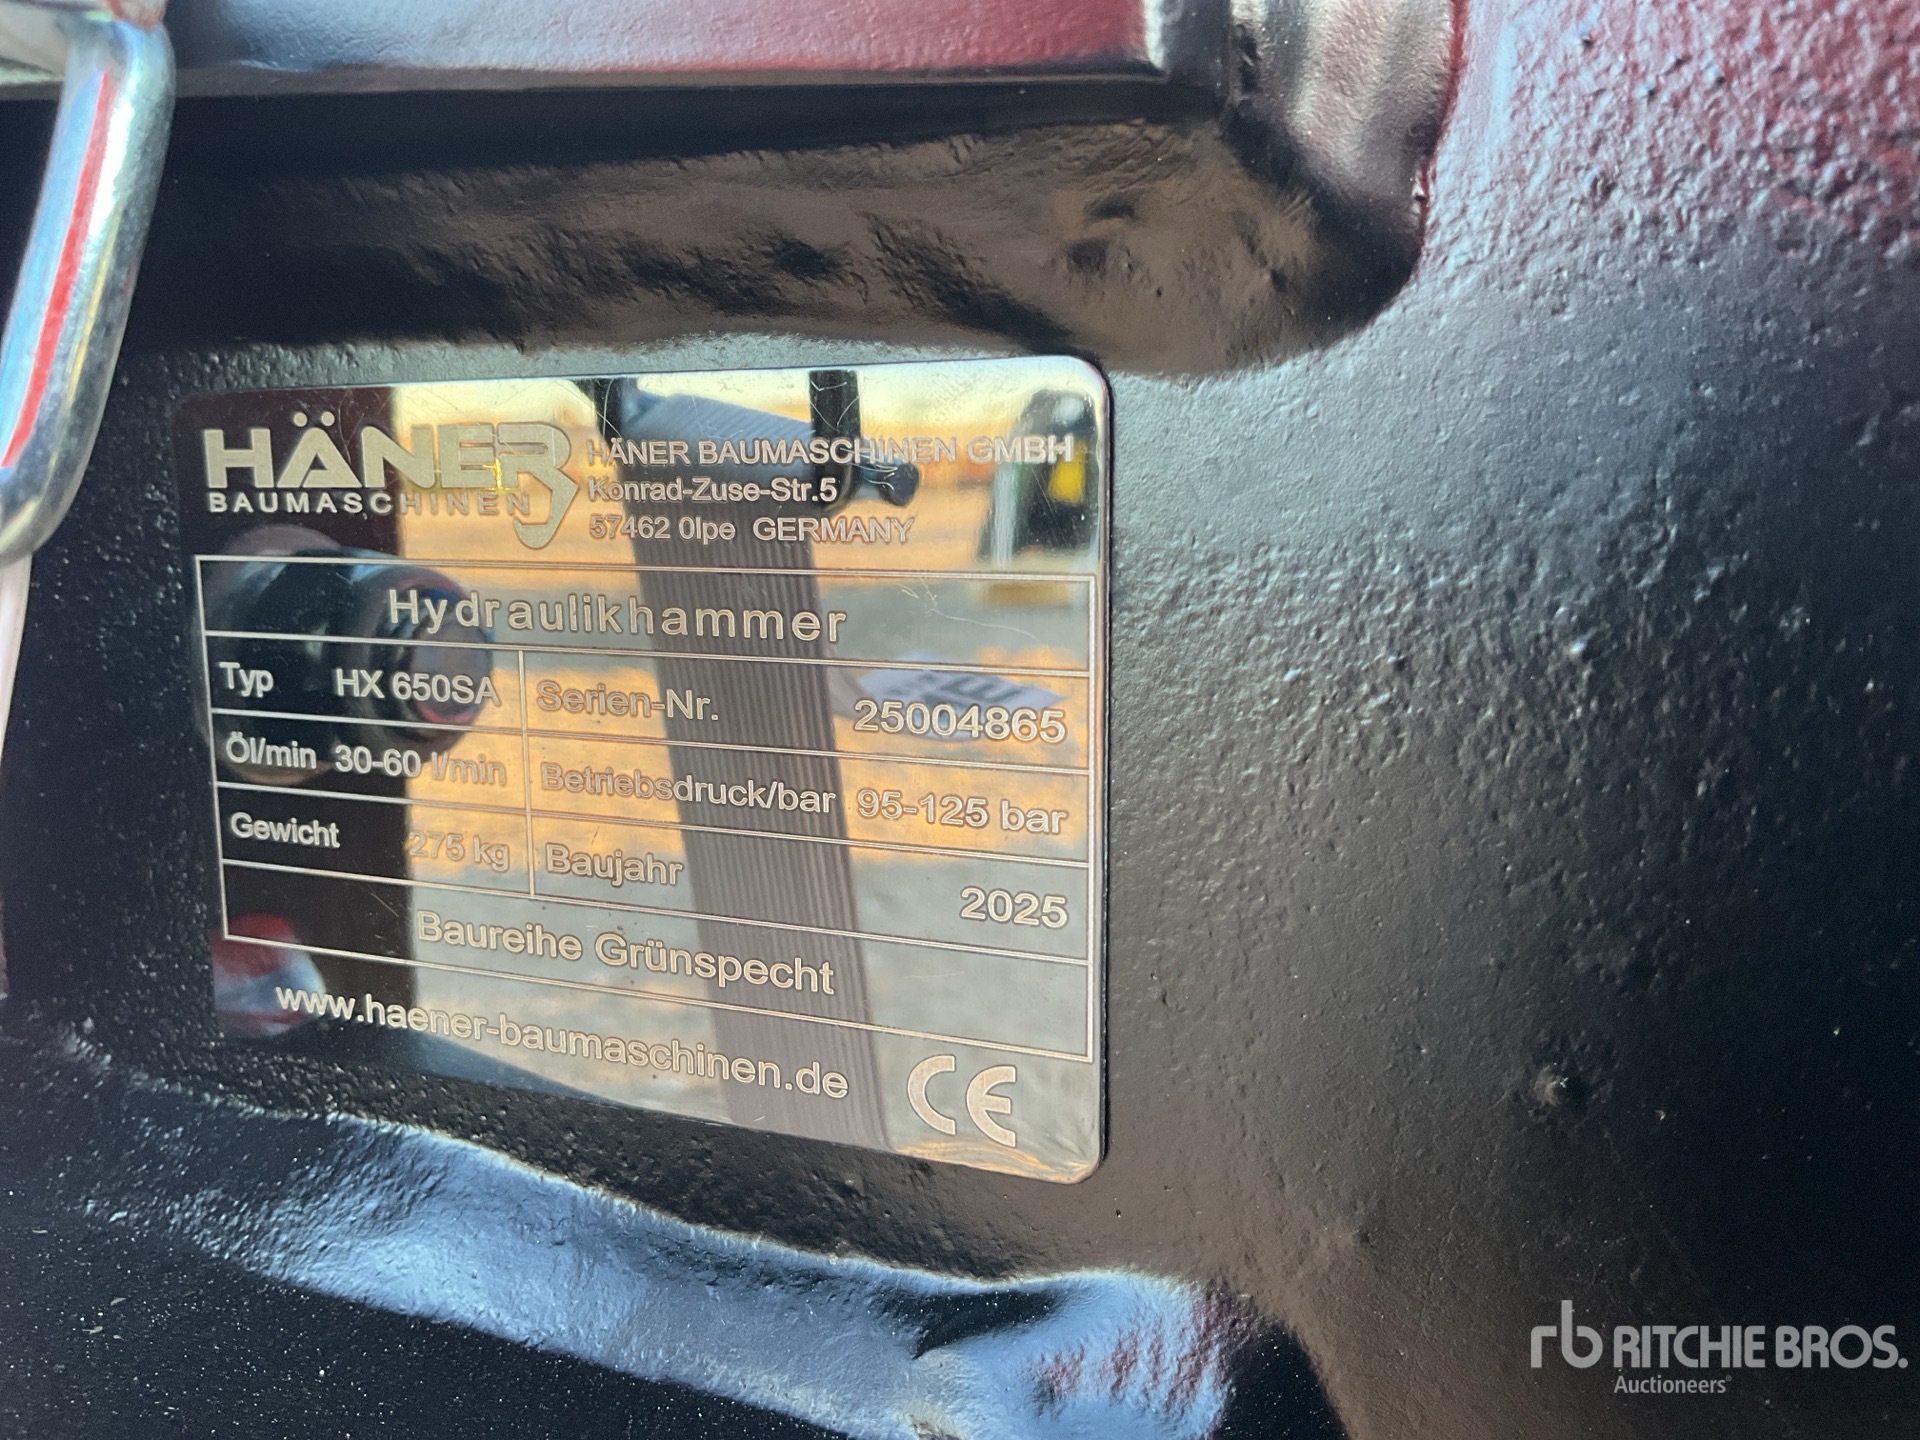 HÄNER
BAUMASCHINEN
HÄNER BAUMASCHINEN GMBH
Konrad-Zuse-Str.5
57462 Olpe GERMANY
Hydraulikhammer
Typ HX 650SA Serien-Nr. 25004865
Öl/min 30-60 l/min Betriebsdruck/bar 95-125 bar
Gewicht 275 kg Baujahr 2025
Baureihe Grünspecht
www.haener-baumaschinen.de
CE
rb RITCHIE BROS.
Auctioneers